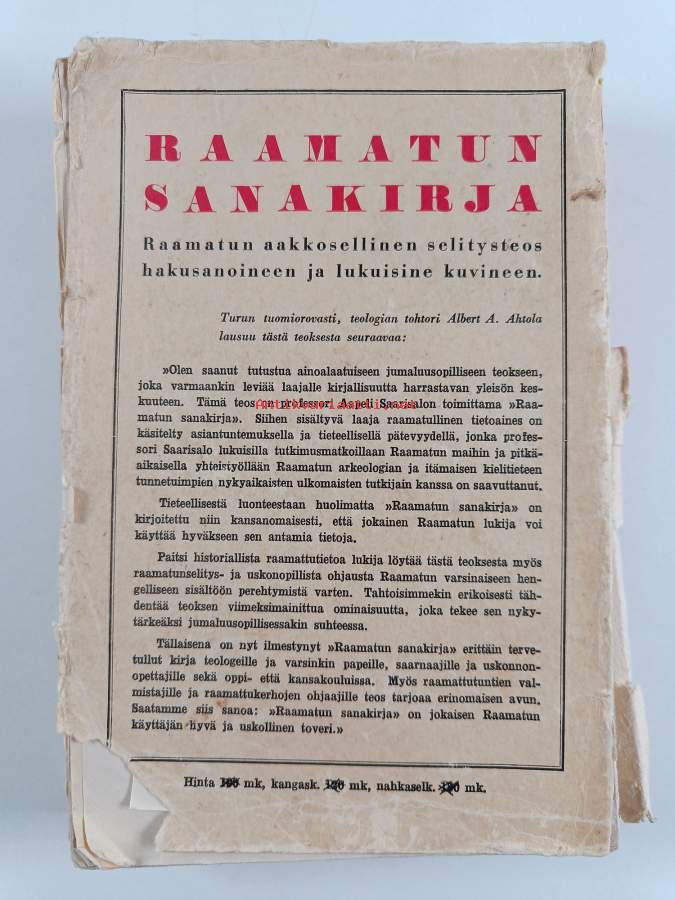 RAAMATUN
SANAKIRJA
Raamatun aakkosellinen selitysteos
hakusanoineen ja lukuisine kuvineen.
Turun tuomiorovasti, teologian tohtori Albert A. Ahtola
lausuu tästä teoksesta seuraavaa:
»Olen saanut tutustua ainoalaatuiseen jumaluusopilliseen teokseen,
joka varmaankin leviää laajalle kirjallisuutta harrastavan yleisön kes-
kuuteen. Tämä teos on professori Aapeli Saarisalon toimittama »Raa-
matun sanakirja». Siihen sisältyvä laaja raamatullinen tietoaines on
käsitelty asiantuntemuksella ja tieteellisellä pätevyydellä, jonka profes-
sori Saarisalo lukuisilla tutkimusmatkoillaan Raamatun maihin ja pitkä-
aikaisella yhteistyöllään Raamatun arkeologian ja itämaisen kielitieteen
tunnetuimpien nykyaikaisten ulkomaisten tutkijain kanssa on saavuttanut.
Tieteellisestä luonteestaan huolimatta »Raamatun sanakirja» on
kirjoitettu niin kansanomaisesti, että jokainen Raamatun lukija voi
käyttää hyväkseen sen antamia tietoja.
Paitsi historiallista raamattutietoa lukija löytää tästä teoksesta myös
raamatunselitys- ja uskonopillista ohjausta Raamatun varsinaiseen hen-
gelliseen sisältöön perehtymistä varten. Tahtoisimmekin erikoisesti täh-
dentää teoksen viimeksimainittua ominaisuutta, joka tekee sen nyky-
tärkeäksi jumaluusopillisessakin suhteessa.
Tällaisena on nyt ilmestynyt »Raamatun sanakirja» erittäin terve-
tullut kirja teologeille ja varsinkin papeille, saarnaajille ja uskonnon-
opettajille sekä oppi- että kansakouluissa. Myös raamattutuntien val-
mistajille ja raamattukerhojen ohjaajille teos tarjoaa erinomaisen avun.
Saatamme siis sanoa: »Raamatun sanakirja» on jokaisen Raamatun
käyttäjän hyvä ja uskollinen toveri.»
Hinta mk, kangask. mk, nahkaselk. mk.